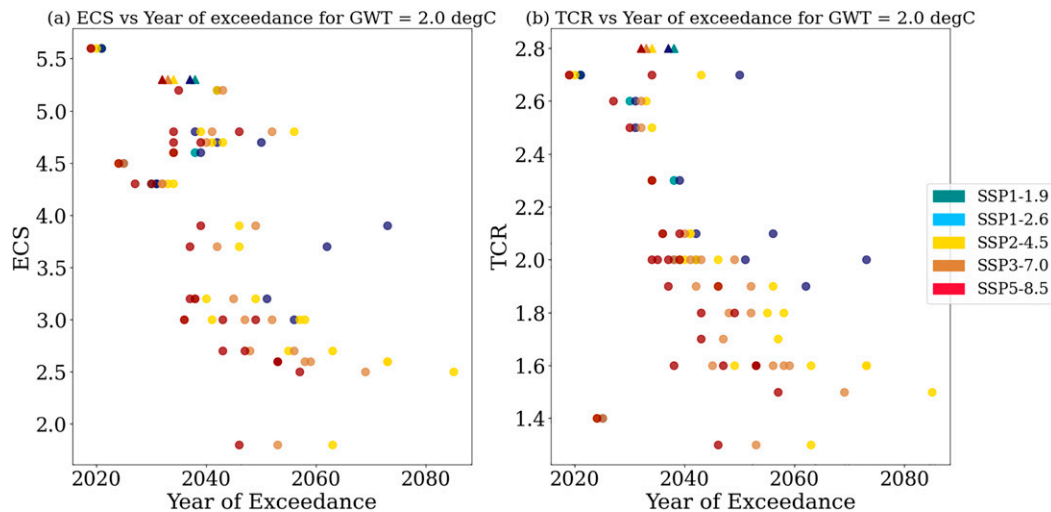 (a) ECS vs Year of exceedance for GWT = 2.0 degC
5.5
5.0
4.5
4.0
3.5
3.0
2.5
2.0
ECS
2020
2040
2060
2080
Year of Exceedance
(b) TCR vs Year of exceedance for GWT = 2.0 degC
2.8
2.6
2.4
2.2
2.0
1.8
1.6
1.4
TCR
2020
2040
2060
2080
Year of Exceedance
SSP1-1.9
SSP1-2.6
SSP2-4.5
SSP3-7.0
SSP5-8.5